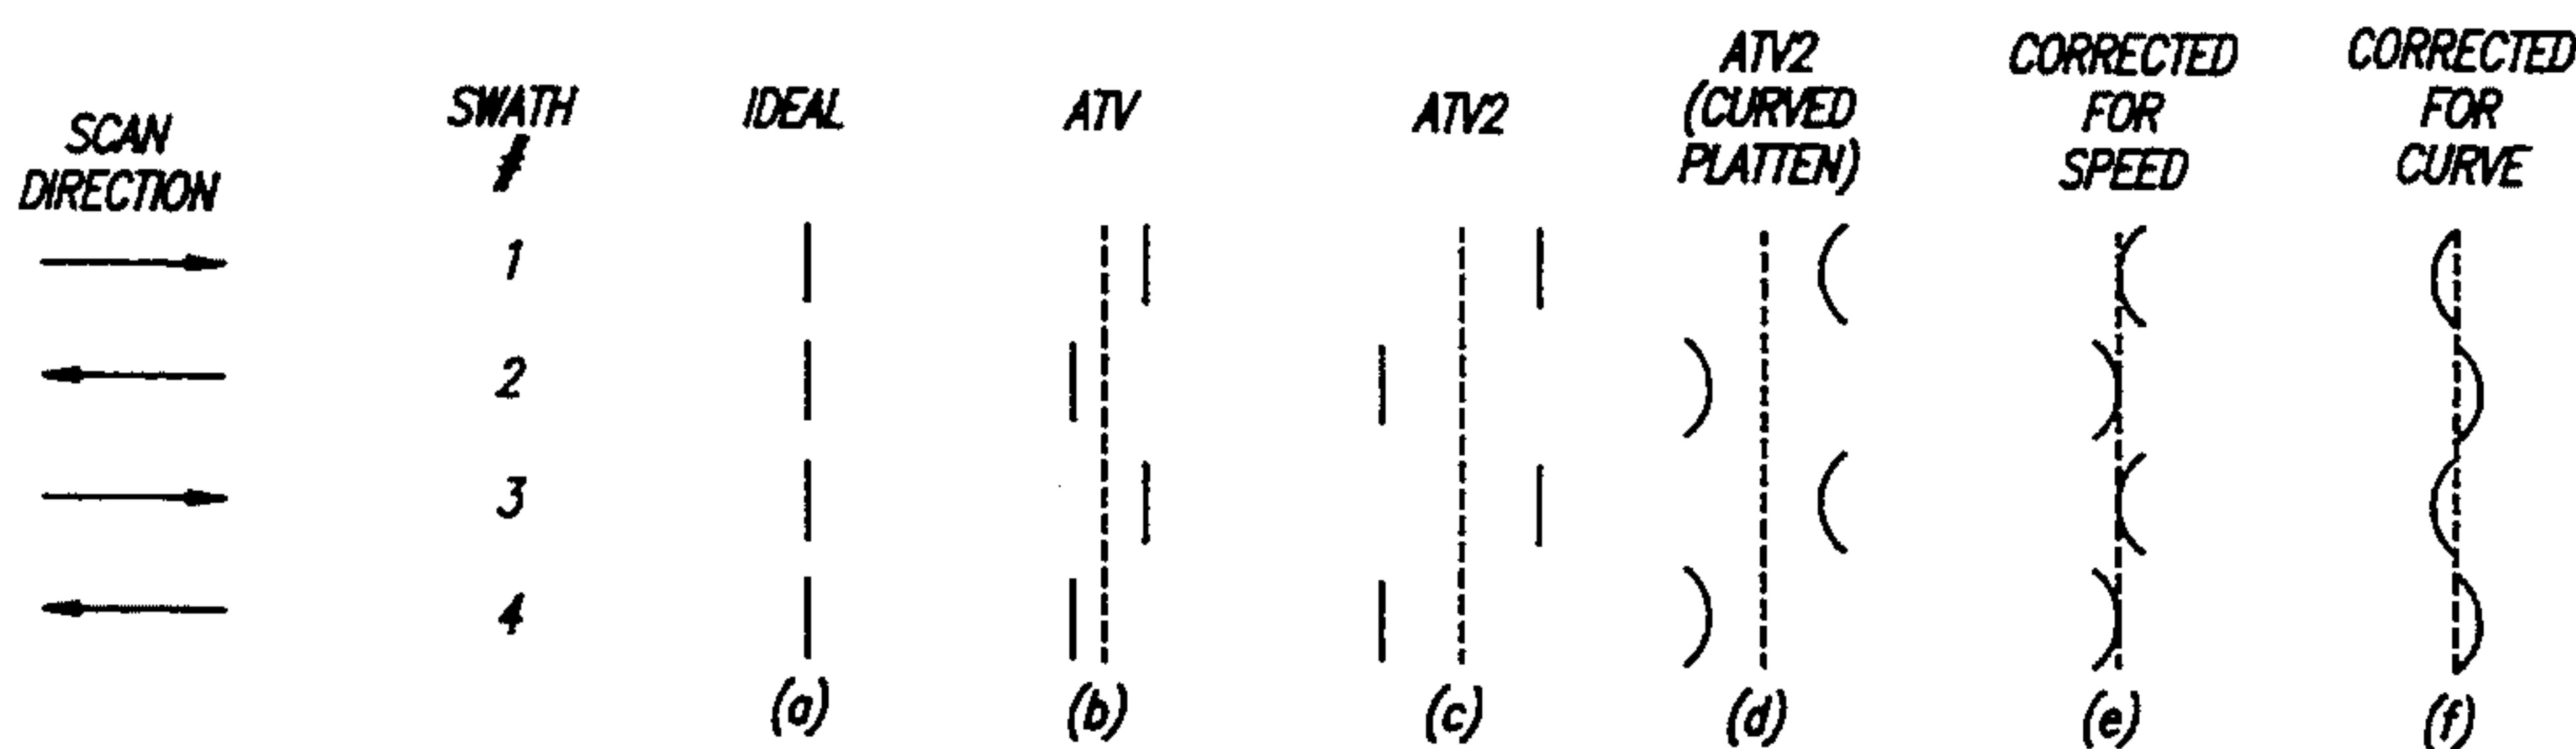 SCAN
DIRECTION
SWATH
#
IDEAL
ATV
ATV2
ATV2
(CURVED
PLATTEN)
CORRECTED
FOR
SPEED
CORRECTED
FOR
CURVE
1
2
3
4
(a)
(b)
(c)
(d)
(e)
(f)